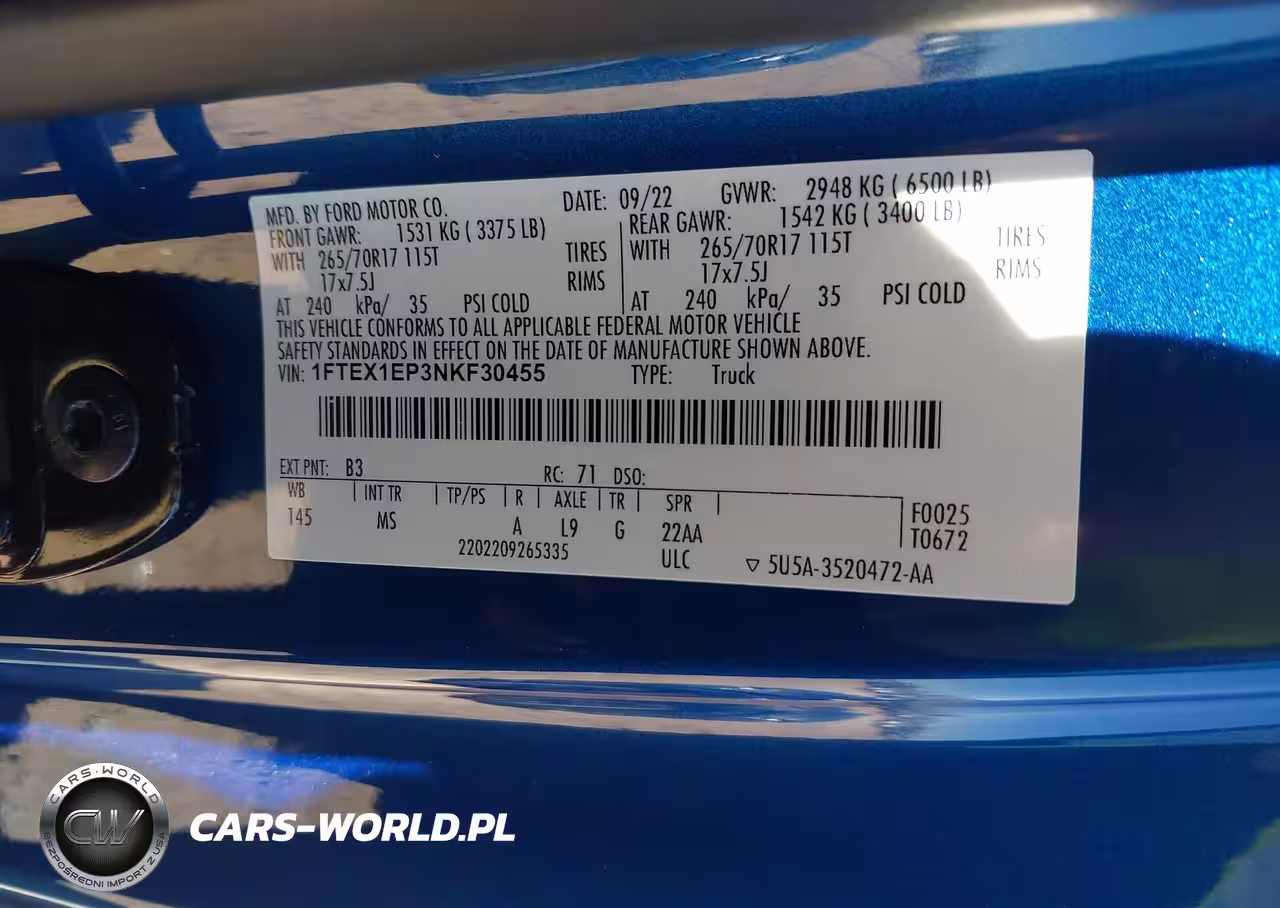 MFD. BY FORD MOTOR CO. DATE: 09/22 GVWR: 2948 KG ( 6500 LB)
FRONT GAWR: 1531 KG ( 3375 LB) REAR GAWR: 1542 KG ( 3400 LB)
WITH 265/70R17 115T TIRES WITH 265/70R17 115T TIRES
17x7.5J RIMS 17x7.5J RIMS
AT 240 kPa/ 35 PSI COLD AT 240 kPa/ 35 PSI COLD
THIS VEHICLE CONFORMS TO ALL APPLICABLE FEDERAL MOTOR VEHICLE
SAFETY STANDARDS IN EFFECT ON THE DATE OF MANUFACTURE SHOWN ABOVE.
VIN: 1FTEX1EP3NKF30455 TYPE: Truck
EXT PNT: B3 RC: 71 DSO:
WB INT TR TP/PS R AXLE TR SPR F0025
145 MS A L9 G 22AA T0672
2202209265335 ULC ▽ 5U5A-3520472-AA
CARS-WORLD
CW
BEZPOŚREDNI IMPORT Z USA
CARS-WORLD.PL